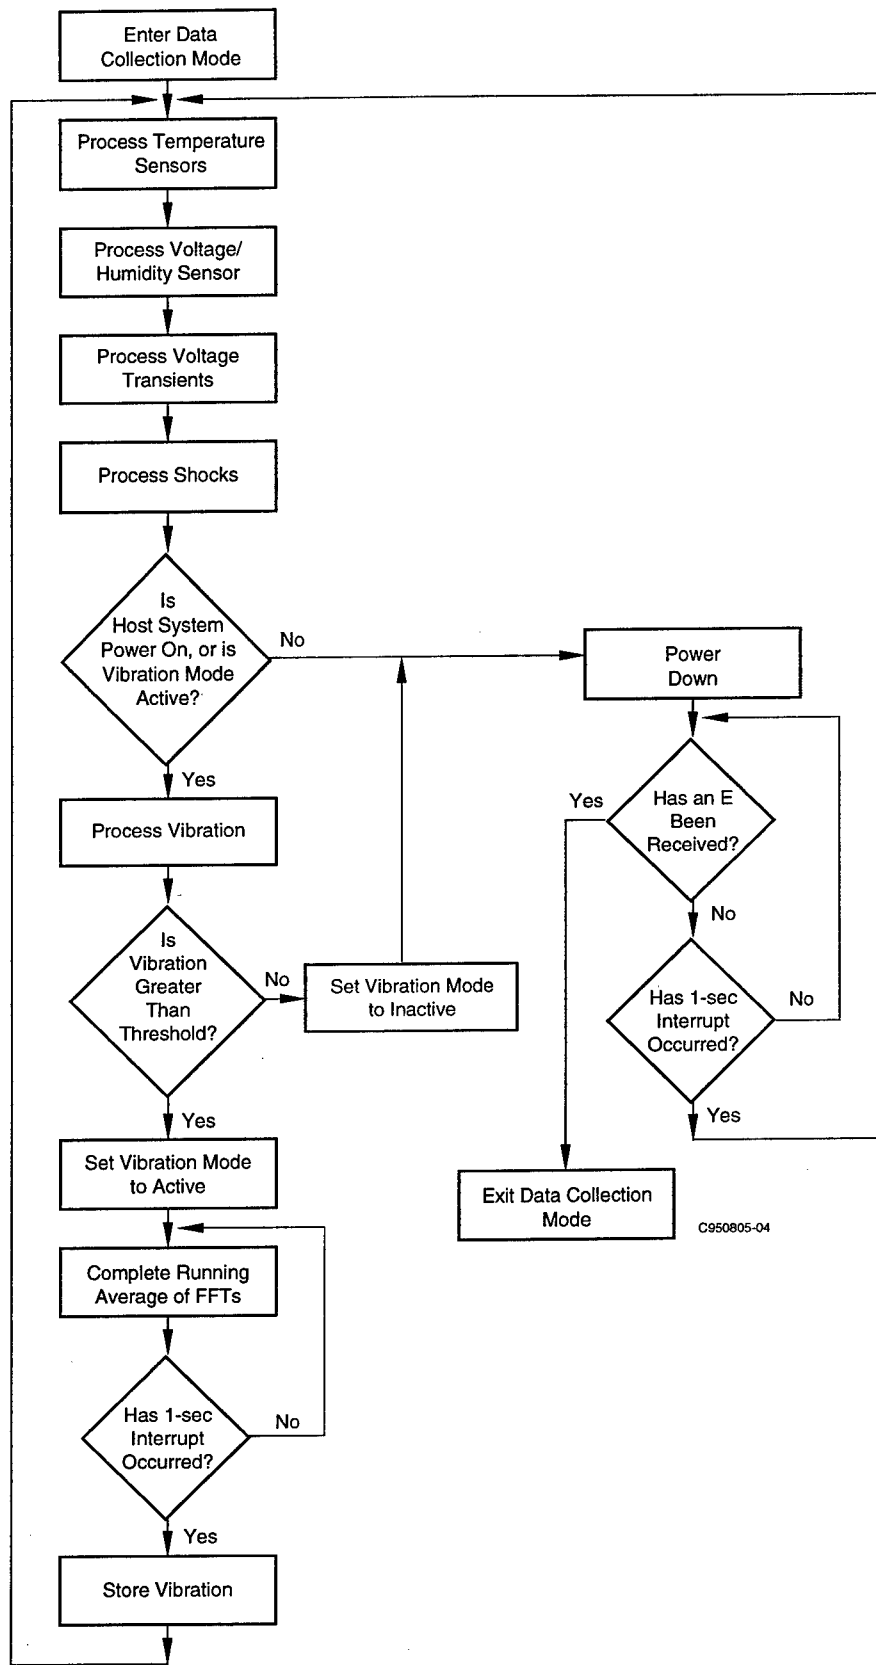 Enter Data
Collection Mode
Process Temperature
Sensors
Process Voltage/
Humidity Sensor
Process Voltage
Transients
Process Shocks
Is
Host System
Power On, or is
Vibration Mode
Active?
No
Yes
Power
Down
Process Vibration
Has an E
Been
Received?
Yes
No
Is
Vibration
Greater
Than
Threshold?
No
Yes
Set Vibration Mode
to Inactive
Has 1-sec
Interrupt
Occurred?
No
Yes
Set Vibration Mode
to Active
Exit Data Collection
Mode
C950805-04
Complete Running
Average of FFTs
Has 1-sec
Interrupt
Occurred?
No
Yes
Store Vibration